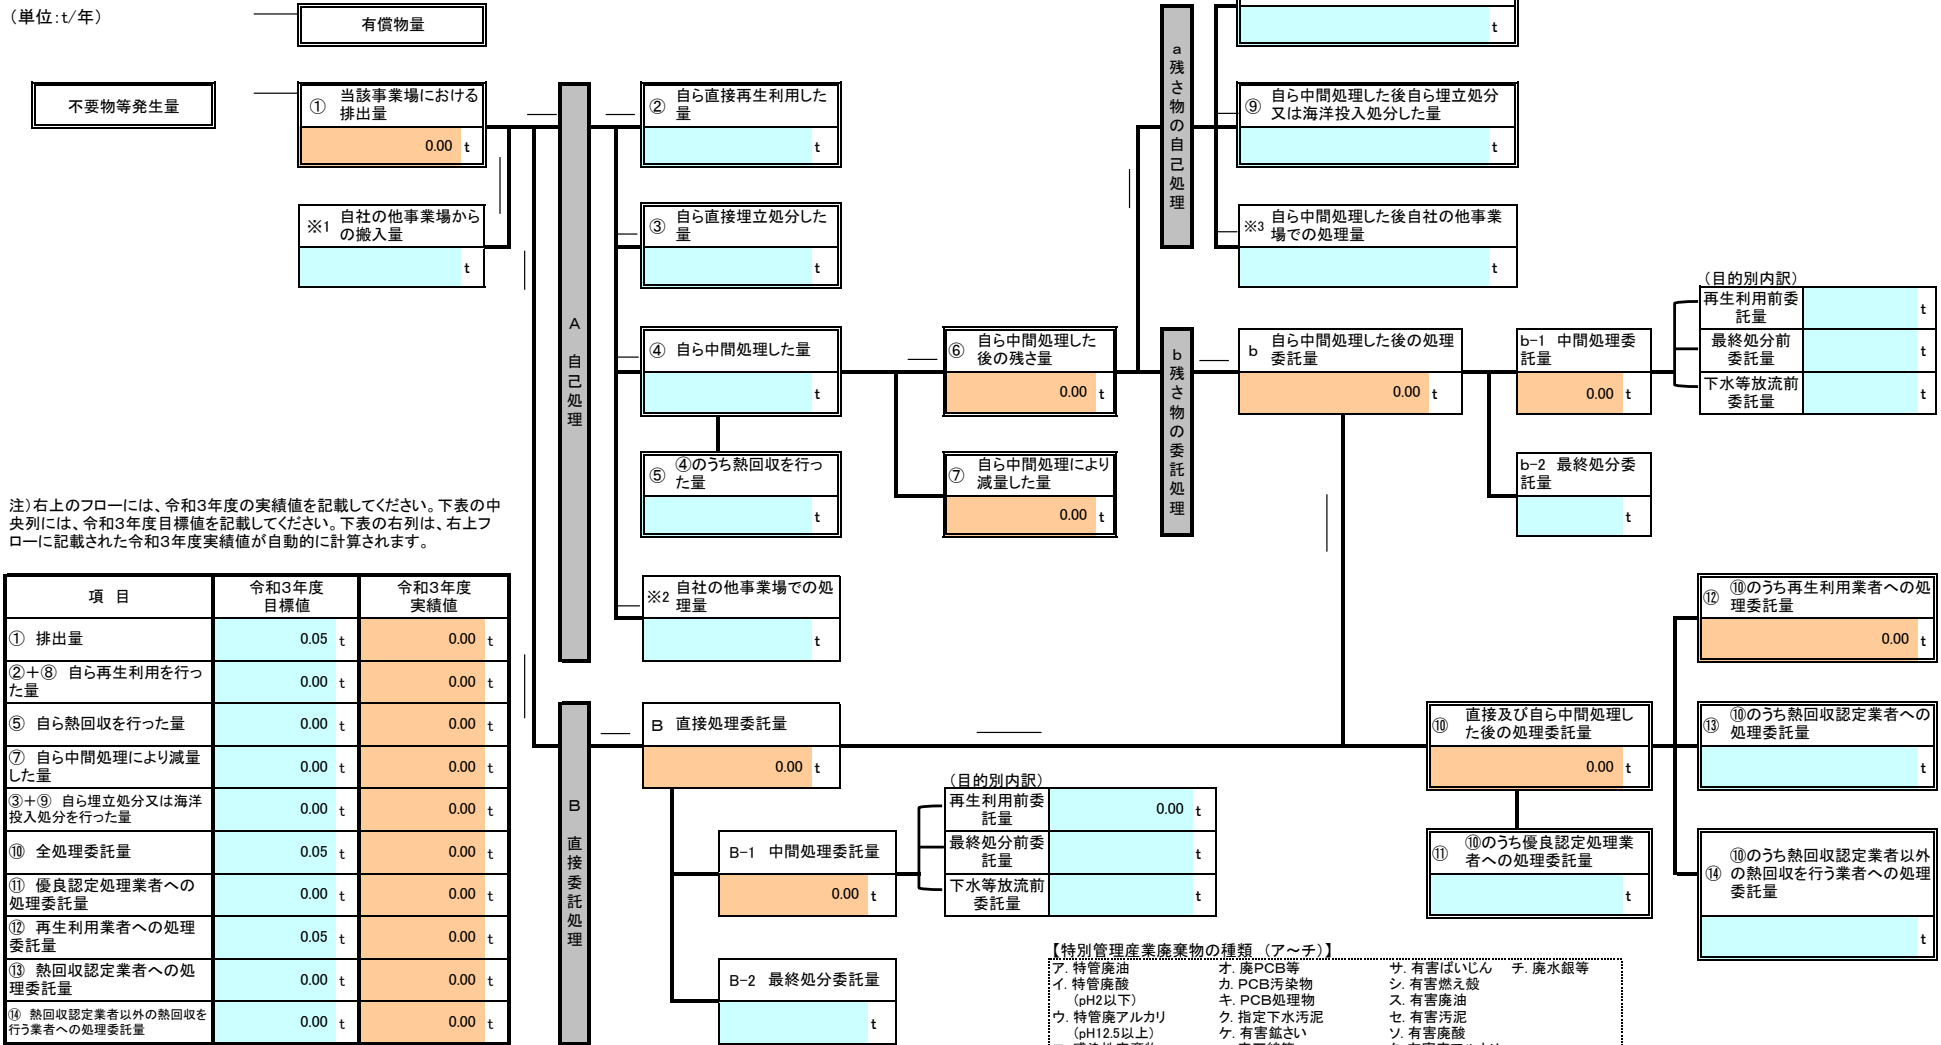 （単位：t/年）
有償物量
t
不要物等発生量
① 当該事業場における
排出量
0.00 t
※1 自社の他事業場から
の搬入量
t
A 自己処理
② 自ら直接再生利用した
量
t
③ 自ら直接埋立処分した
量
t
④ 自ら中間処理した量
t
⑤ ④のうち熱回収を行っ
た量
t
※2 自社の他事業場での処
理量
t
⑥ 自ら中間処理した
後の残さ量
0.00 t
⑦ 自ら中間処理により
減量した量
0.00 t
a 残さ物の自己処理
⑨ 自ら中間処理した後自ら埋立処分
又は海洋投入処分した量
t
※3 自ら中間処理した後自社の他事業
場での処理量
t
b 残さ物の委託処理
b 自ら中間処理した後の処理
委託量
0.00 t
b-1 中間処理委
託量
0.00 t
b-2 最終処分委
託量
t
（目的別内訳）
再生利用前委
託量
t
最終処分前
委託量
t
下水等放流前
委託量
t
注）右上のフローには、令和3年度の実績値を記載してください。下表の中
央列には、令和3年度目標値を記載してください。下表の右列は、右上フ
ローに記載された令和3年度実績値が自動的に計算されます。
項 目 令和3年度
目標値 令和3年度
実績値
① 排出量 0.05 t 0.00 t
②＋⑧ 自ら再生利用を行っ
た量 0.00 t 0.00 t
⑤ 自ら熱回収を行った量 0.00 t 0.00 t
⑦ 自ら中間処理により減量
した量 0.00 t 0.00 t
③＋⑨ 自ら埋立処分又は海洋
投入処分を行った量 0.00 t 0.00 t
⑩ 全処理委託量 0.05 t 0.00 t
⑪ 優良認定処理業者への
処理委託量 0.00 t 0.00 t
⑫ 再生利用業者への処理
委託量 0.05 t 0.00 t
⑬ 熱回収認定業者への処
理委託量 0.00 t 0.00 t
⑭ 熱回収認定業者以外の熱回収を
行う業者への処理委託量 0.00 t 0.00 t
B 直接委託処理
B 直接処理委託量
0.00 t
B-1 中間処理委託量
0.00 t
B-2 最終処分委託量
t
（目的別内訳）
再生利用前委
託量
0.00 t
最終処分前委
託量
t
下水等放流前
委託量
t
⑩ 直接及び自ら中間処理し
た後の処理委託量
0.00 t
⑪ ⑩のうち優良認定処理業
者への処理委託量
t
⑫ ⑩のうち再生利用業者への処
理委託量
0.00 t
⑬ ⑩のうち熱回収認定業者への
処理委託量
t
⑭ ⑩のうち熱回収認定業者以外
の熱回収を行う業者への処理
委託量
t
【特別管理産業廃棄物の種類 （ア～チ）】
ア. 特管廃油 オ. 廃PCB等 サ. 有害ばいじん チ. 廃水銀等
イ. 特管廃酸 カ. PCB汚染物 シ. 有害燃え殻
（pH2以下） キ. PCB処理物 ス. 有害廃油
ウ. 特管廃アルカリ ク. 指定下水汚泥 セ. 有害汚泥
（pH12.5以上） ケ. 有害鉱さい ソ. 有害廃酸